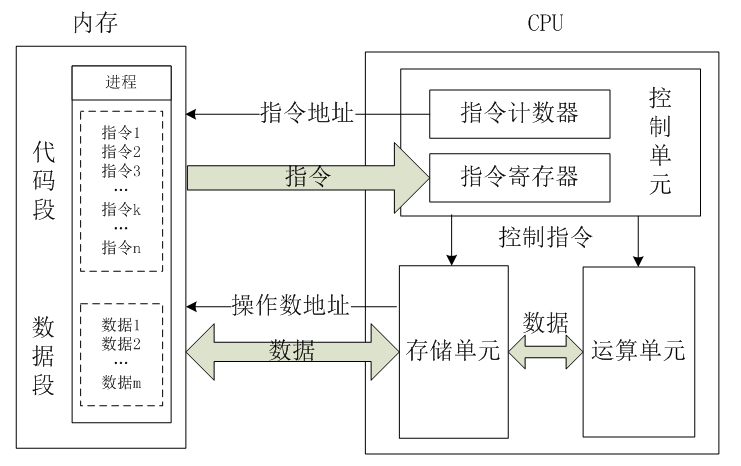 内存
CPU
进程
代码段
指令1
指令2
指令3
…
指令k
…
指令n
数据段
数据1
数据2
…
数据m
指令地址
指令
操作数地址
数据
指令计数器
指令寄存器
控制单元
控制指令
存储单元
数据
运算单元